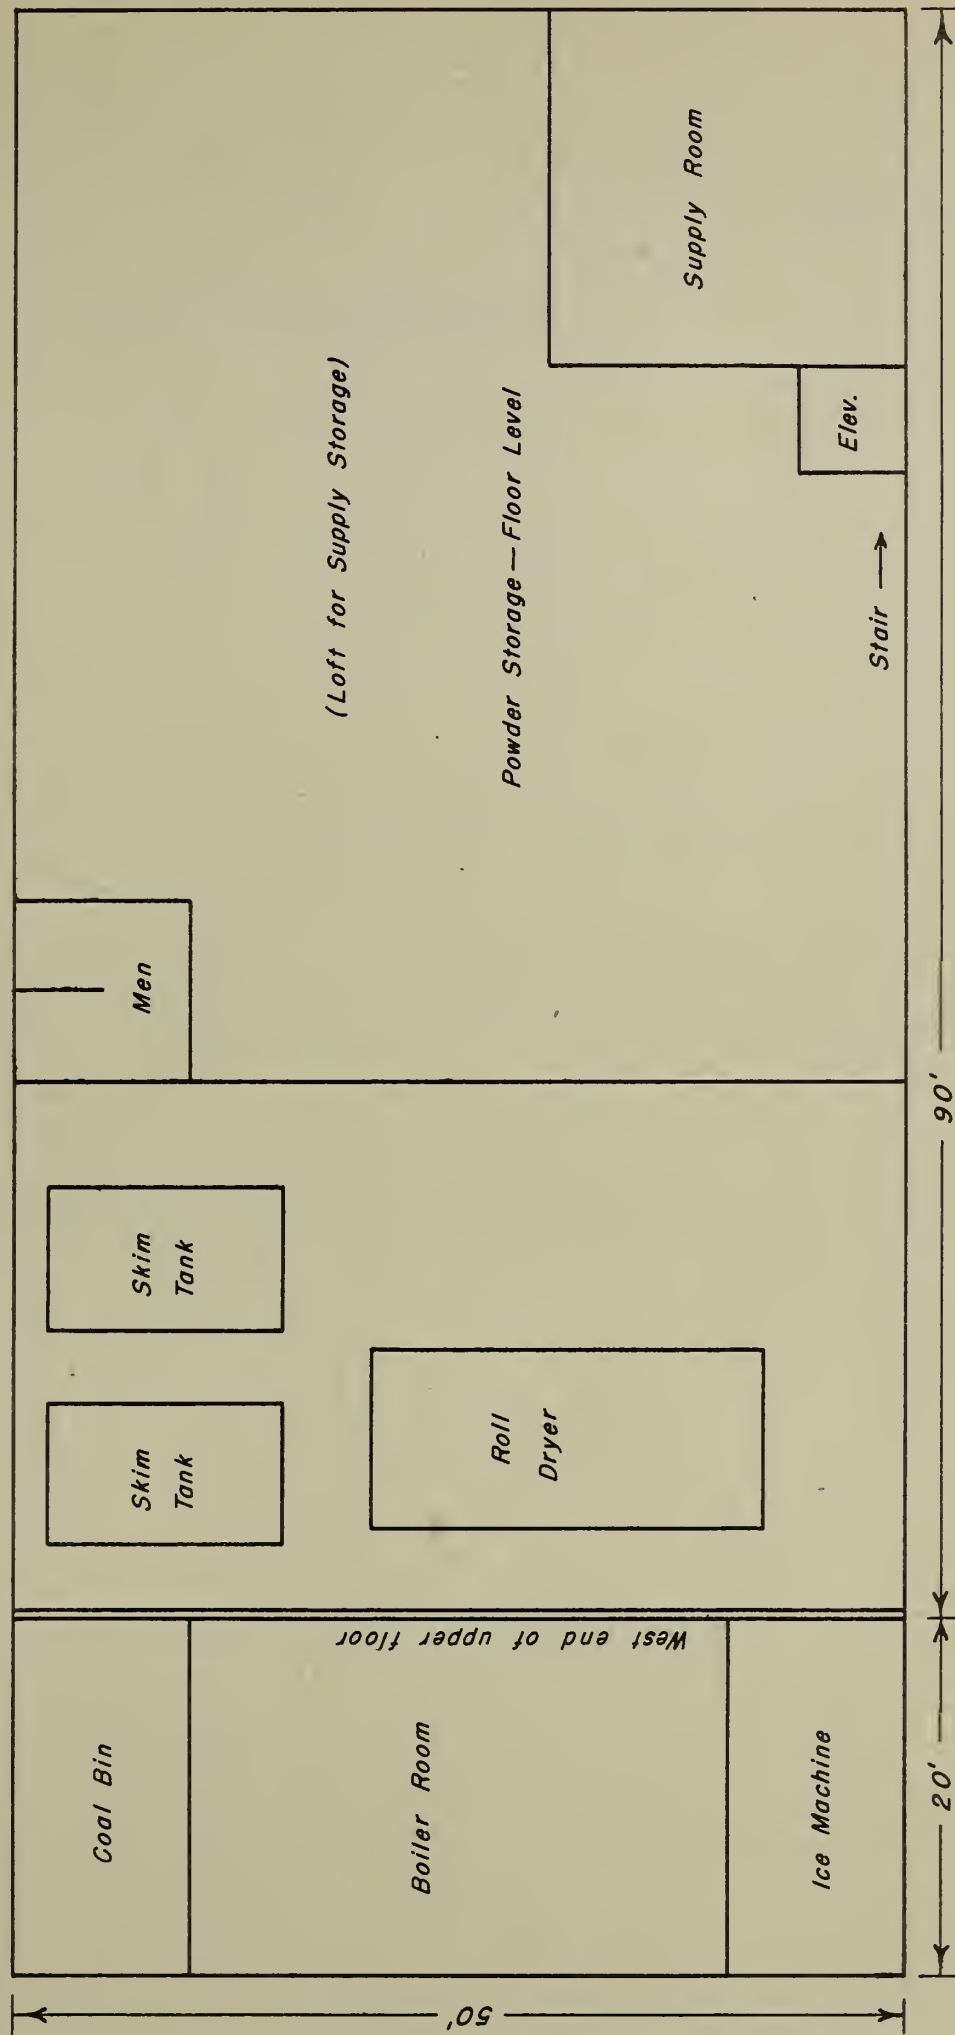 Coal Bin
Boiler Room
Ice Machine
West end of upper floor
Skim
Tank
Skim
Tank
Roll
Dryer
Men
(Loft for Supply Storage)
Powder Storage—Floor Level
Stair →
Elev.
Supply Room
50'
20'
90'